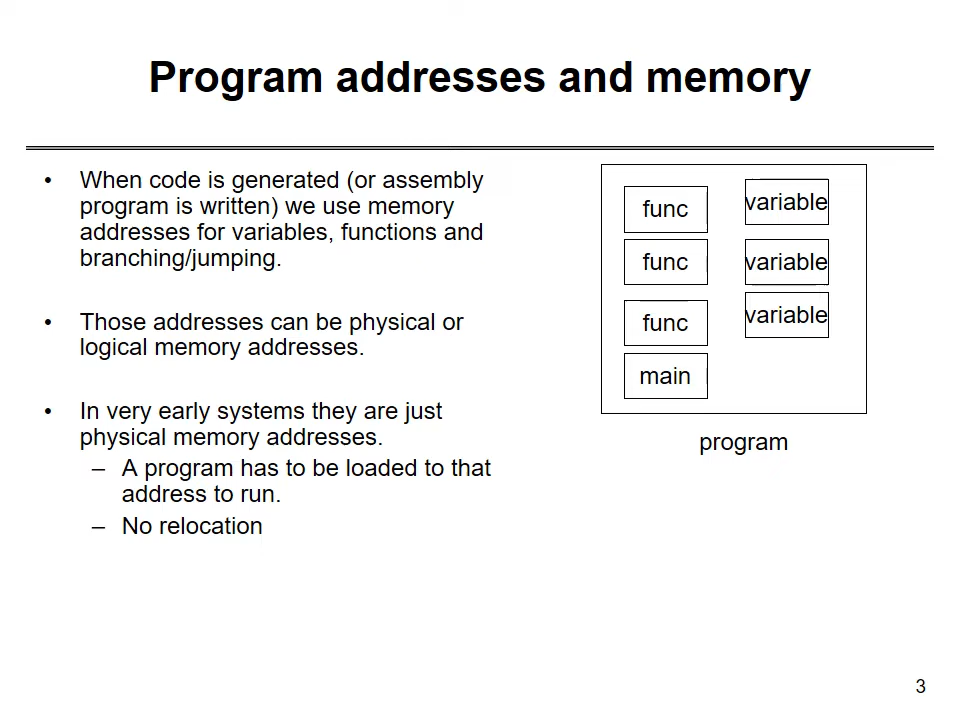 Program addresses and memory
• When code is generated (or assembly
program is written) we use memory
addresses for variables, functions and
branching/jumping.
• Those addresses can be physical or
logical memory addresses.
• In very early systems they are just
physical memory addresses.
– A program has to be loaded to that
address to run.
– No relocation
func
func
func
main
variable
variable
variable
program
3